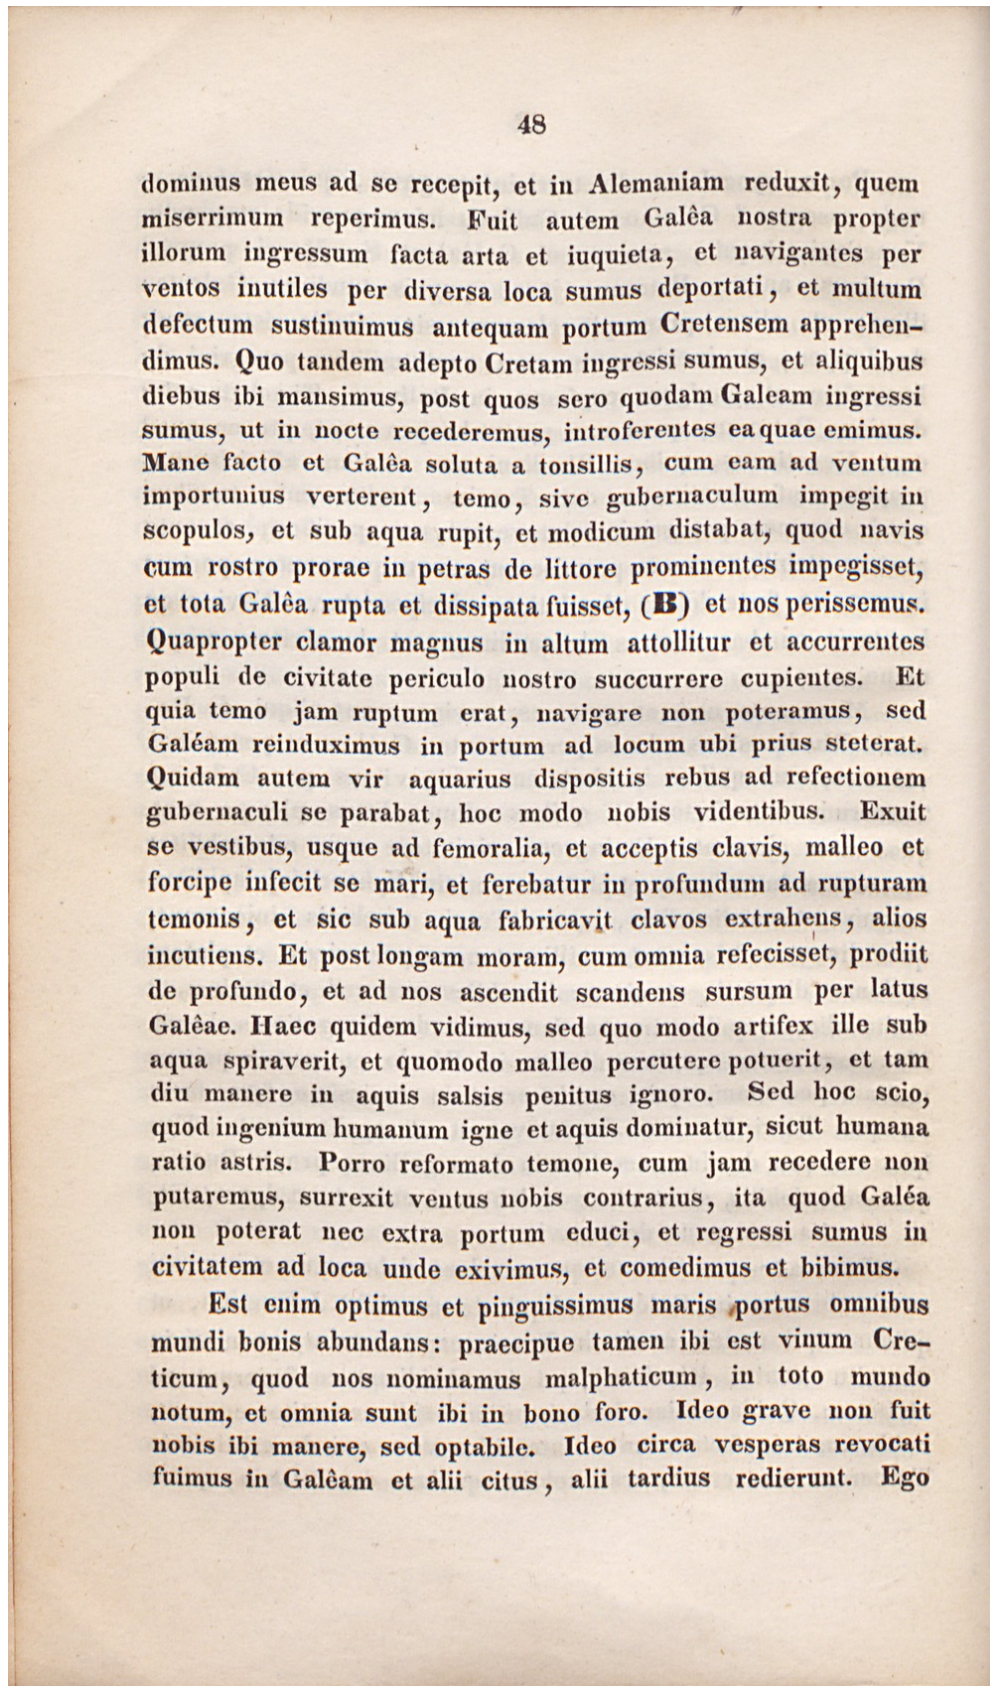 48
dominus meus ad se recepit, et in Alemaniam reduxit, quem
miserrimum reperimus. Fuit autem Galêa nostra propter
illorum ingressum facta arta et iuquieta, et navigantes per
ventos inutiles per diversa loca sumus deportati, et multum
defectum sustinuimus antequam portum Cretensem apprehen-
dimus. Quo tandem adepto Cretam ingressi sumus, et aliquibus
diebus ibi mansimus, post quos sero quodam Galeam ingressi
sumus, ut in nocte recederemus, introferentes ea quae emimus.
Mane facto et Galêa soluta a tonsillis, cum eam ad ventum
importunius verterent, temo, sive gubernaculum impegit in
scopulos, et sub aqua rupit, et modicum distabat, quod navis
cum rostro prorae in petras de littore prominentes impegisset,
et tota Galêa rupta et dissipata fuisset, (B) et nos perissemus.
Quapropter clamor magnus in altum attollitur et accurrentes
populi de civitate periculo nostro succurrere cupientes. Et
quia temo jam ruptum erat, navigare non poteramus, sed
Galéam reinduximus in portum ad locum ubi prius steterat.
Quidam autem vir aquarius dispositis rebus ad refectionem
gubernaculi se parabat, hoc modo nobis videntibus. Exuit
se vestibus, usque ad femoralia, et acceptis clavis, malleo et
forcipe infecit se mari, et ferebatur in profundum ad rupturam
temonis, et sic sub aqua fabricavit clavos extrahens, alios
incutiens. Et post longam moram, cum omnia refecisset, prodiit
de profundo, et ad nos ascendit scandens sursum per latus
Galêae. Haec quidem vidimus, sed quo modo artifex ille sub
aqua spiraverit, et quomodo malleo percutere potuerit, et tam
diu manere in aquis salsis penitus ignoro. Sed hoc scio,
quod ingenium humanum igne et aquis dominatur, sicut humana
ratio astris. Porro reformato temone, cum jam recedere non
putaremus, surrexit ventus nobis contrarius, ita quod Galéa
non poterat nec extra portum educi, et regressi sumus in
civitatem ad loca unde exivimus, et comedimus et bibimus.
Est enim optimus et pinguissimus maris portus omnibus
mundi bonis abundans: praecipue tamen ibi est vinum Cre-
ticum, quod nos nominamus malphaticum, in toto mundo
notum, et omnia sunt ibi in bono foro. Ideo grave non fuit
nobis ibi manere, sed optabile. Ideo circa vesperas revocati
fuimus in Galêam et alii citus, alii tardius redierunt. Ego